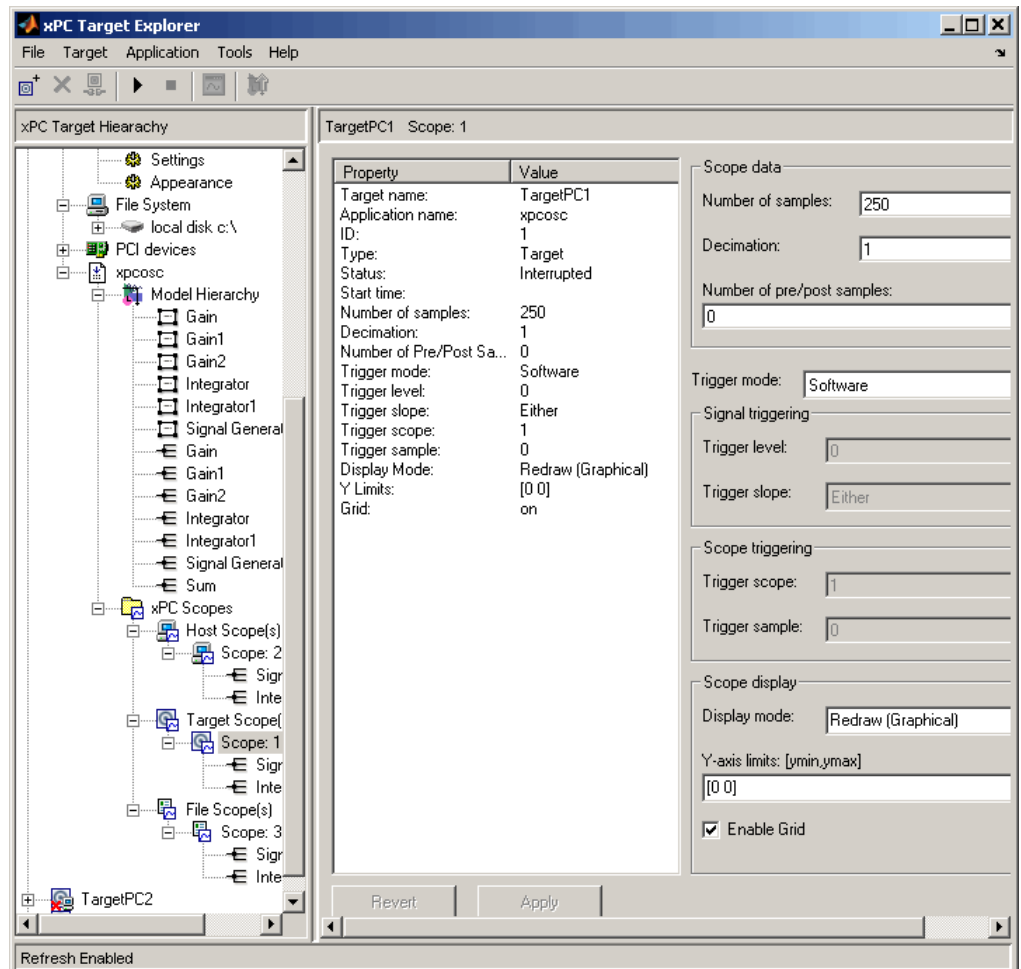 xPC Target Explorer
File Target Application Tools Help
xPC Target Hiearachy
Settings
Appearance
File System
local disk c:\
PCI devices
xpcosc
Model Hierarchy
Gain
Gain1
Gain2
Integrator
Integrator1
Signal General
Gain
Gain1
Gain2
Integrator
Integrator1
Signal General
Sum
xPC Scopes
Host Scope(s)
Scope: 2
Sigr
Inte
Target Scope(
Scope: 1
Sigr
Inte
File Scope(s)
Scope: 3
Sigr
Inte
TargetPC2
TargetPC1 Scope: 1
Property Value
Target name: TargetPC1
Application name: xpcosc
ID: 1
Type: Target
Status: Interrupted
Start time:
Number of samples: 250
Decimation: 1
Number of Pre/Post Sa... 0
Trigger mode: Software
Trigger level: 0
Trigger slope: Either
Trigger scope: 1
Trigger sample: 0
Display Mode: Redraw (Graphical)
Y Limits: [0 0]
Grid: on
Revert Apply
Scope data
Number of samples: 250
Decimation: 1
Number of pre/post samples:
0
Trigger mode: Software
Signal triggering
Trigger level: 0
Trigger slope: Either
Scope triggering
Trigger scope: 1
Trigger sample: 0
Scope display
Display mode: Redraw (Graphical)
Y-axis limits: [ymin,ymax]
[0 0]
Enable Grid
Refresh Enabled